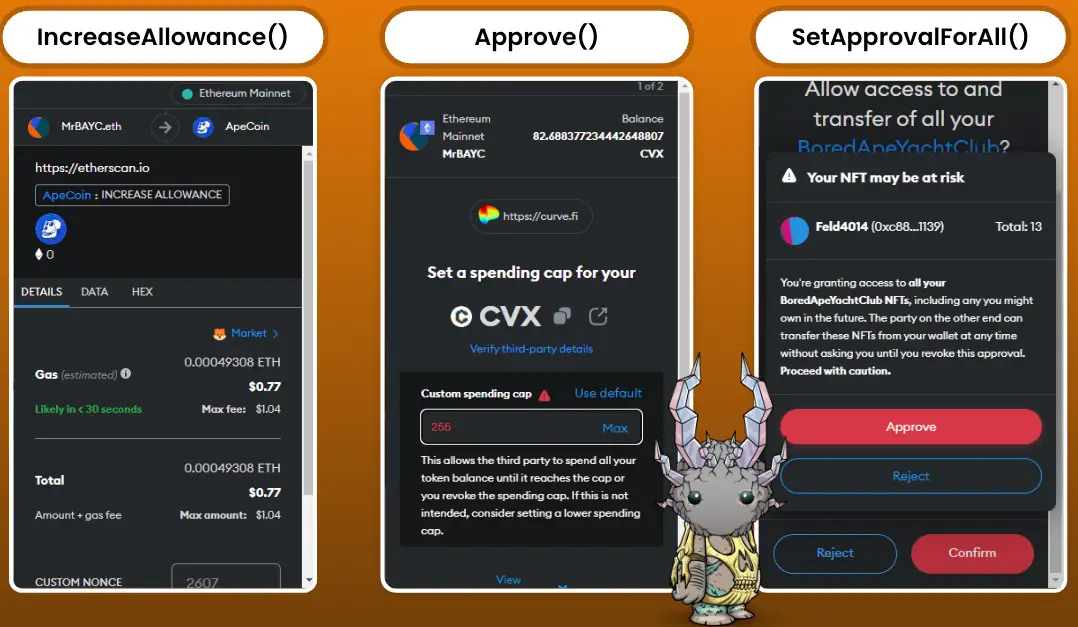 IncreaseAllowance()
Ethereum Mainnet
MrBAYC.eth
ApeCoin
https://etherscan.io
ApeCoin : INCREASE ALLOWANCE
0
DETAILS DATA HEX
Market >
0.00049308 ETH
Gas (estimated)
$0.77
Likely in < 30 seconds Max fee: $1.04
0.00049308 ETH
Total
$0.77
Amount + gas fee Max amount: $1.04
CUSTOM NONCE 2607
Approve()
1 of 2
Ethereum Balance
Mainnet 82.688377234442648807
MrBAYC CVX
https://curve.fi
Set a spending cap for your
CVX
Verify third-party details
Custom spending cap Use default
255 Max
This allows the third party to spend all your
token balance until it reaches the cap or
you revoke the spending cap. If this is not
intended, consider setting a lower spending
cap.
View
SetApprovalForAll()
Allow access to and
transfer of all your
BoredApeYachtClub?
Your NFT may be at risk
Feld4014 (0xc88...1139) Total: 13
You're granting access to all your
BoredApeYachtClub NFTs, including any you might
own in the future. The party on the other end can
transfer these NFTs from your wallet at any time
without asking you until you revoke this approval.
Proceed with caution.
Approve
Reject
Reject Confirm